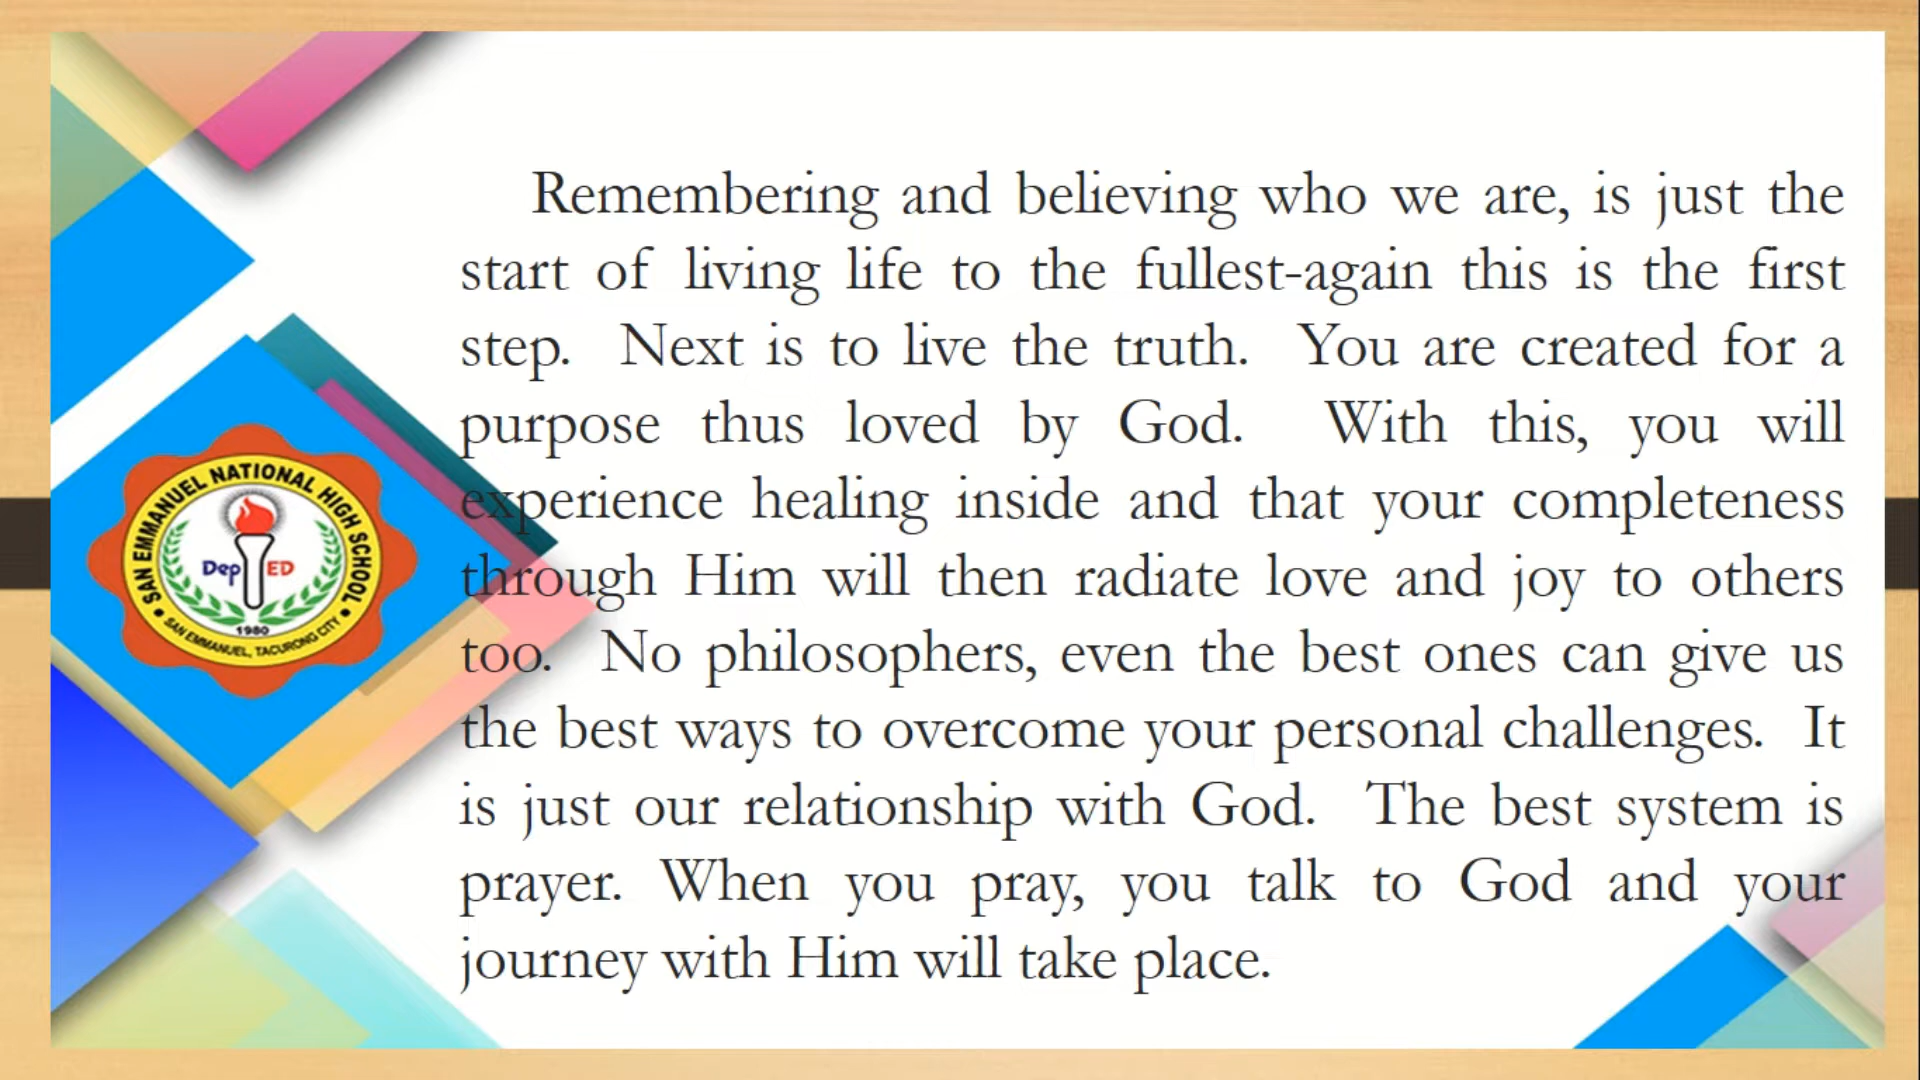 Remembering and believing who we are, is just the
start of living life to the fullest-again this is the first
step. Next is to live the truth. You are created for a
purpose thus loved by God. With this, you will
experience healing inside and that your completeness
through Him will then radiate love and joy to others
too. No philosophers, even the best ones can give us
the best ways to overcome your personal challenges. It
is just our relationship with God. The best system is
prayer. When you pray, you talk to God and your
journey with Him will take place.
SAN EMMANUEL NATIONAL HIGH SCHOOL
DepED
1980
SAN EMMANUEL, TACURONG CITY